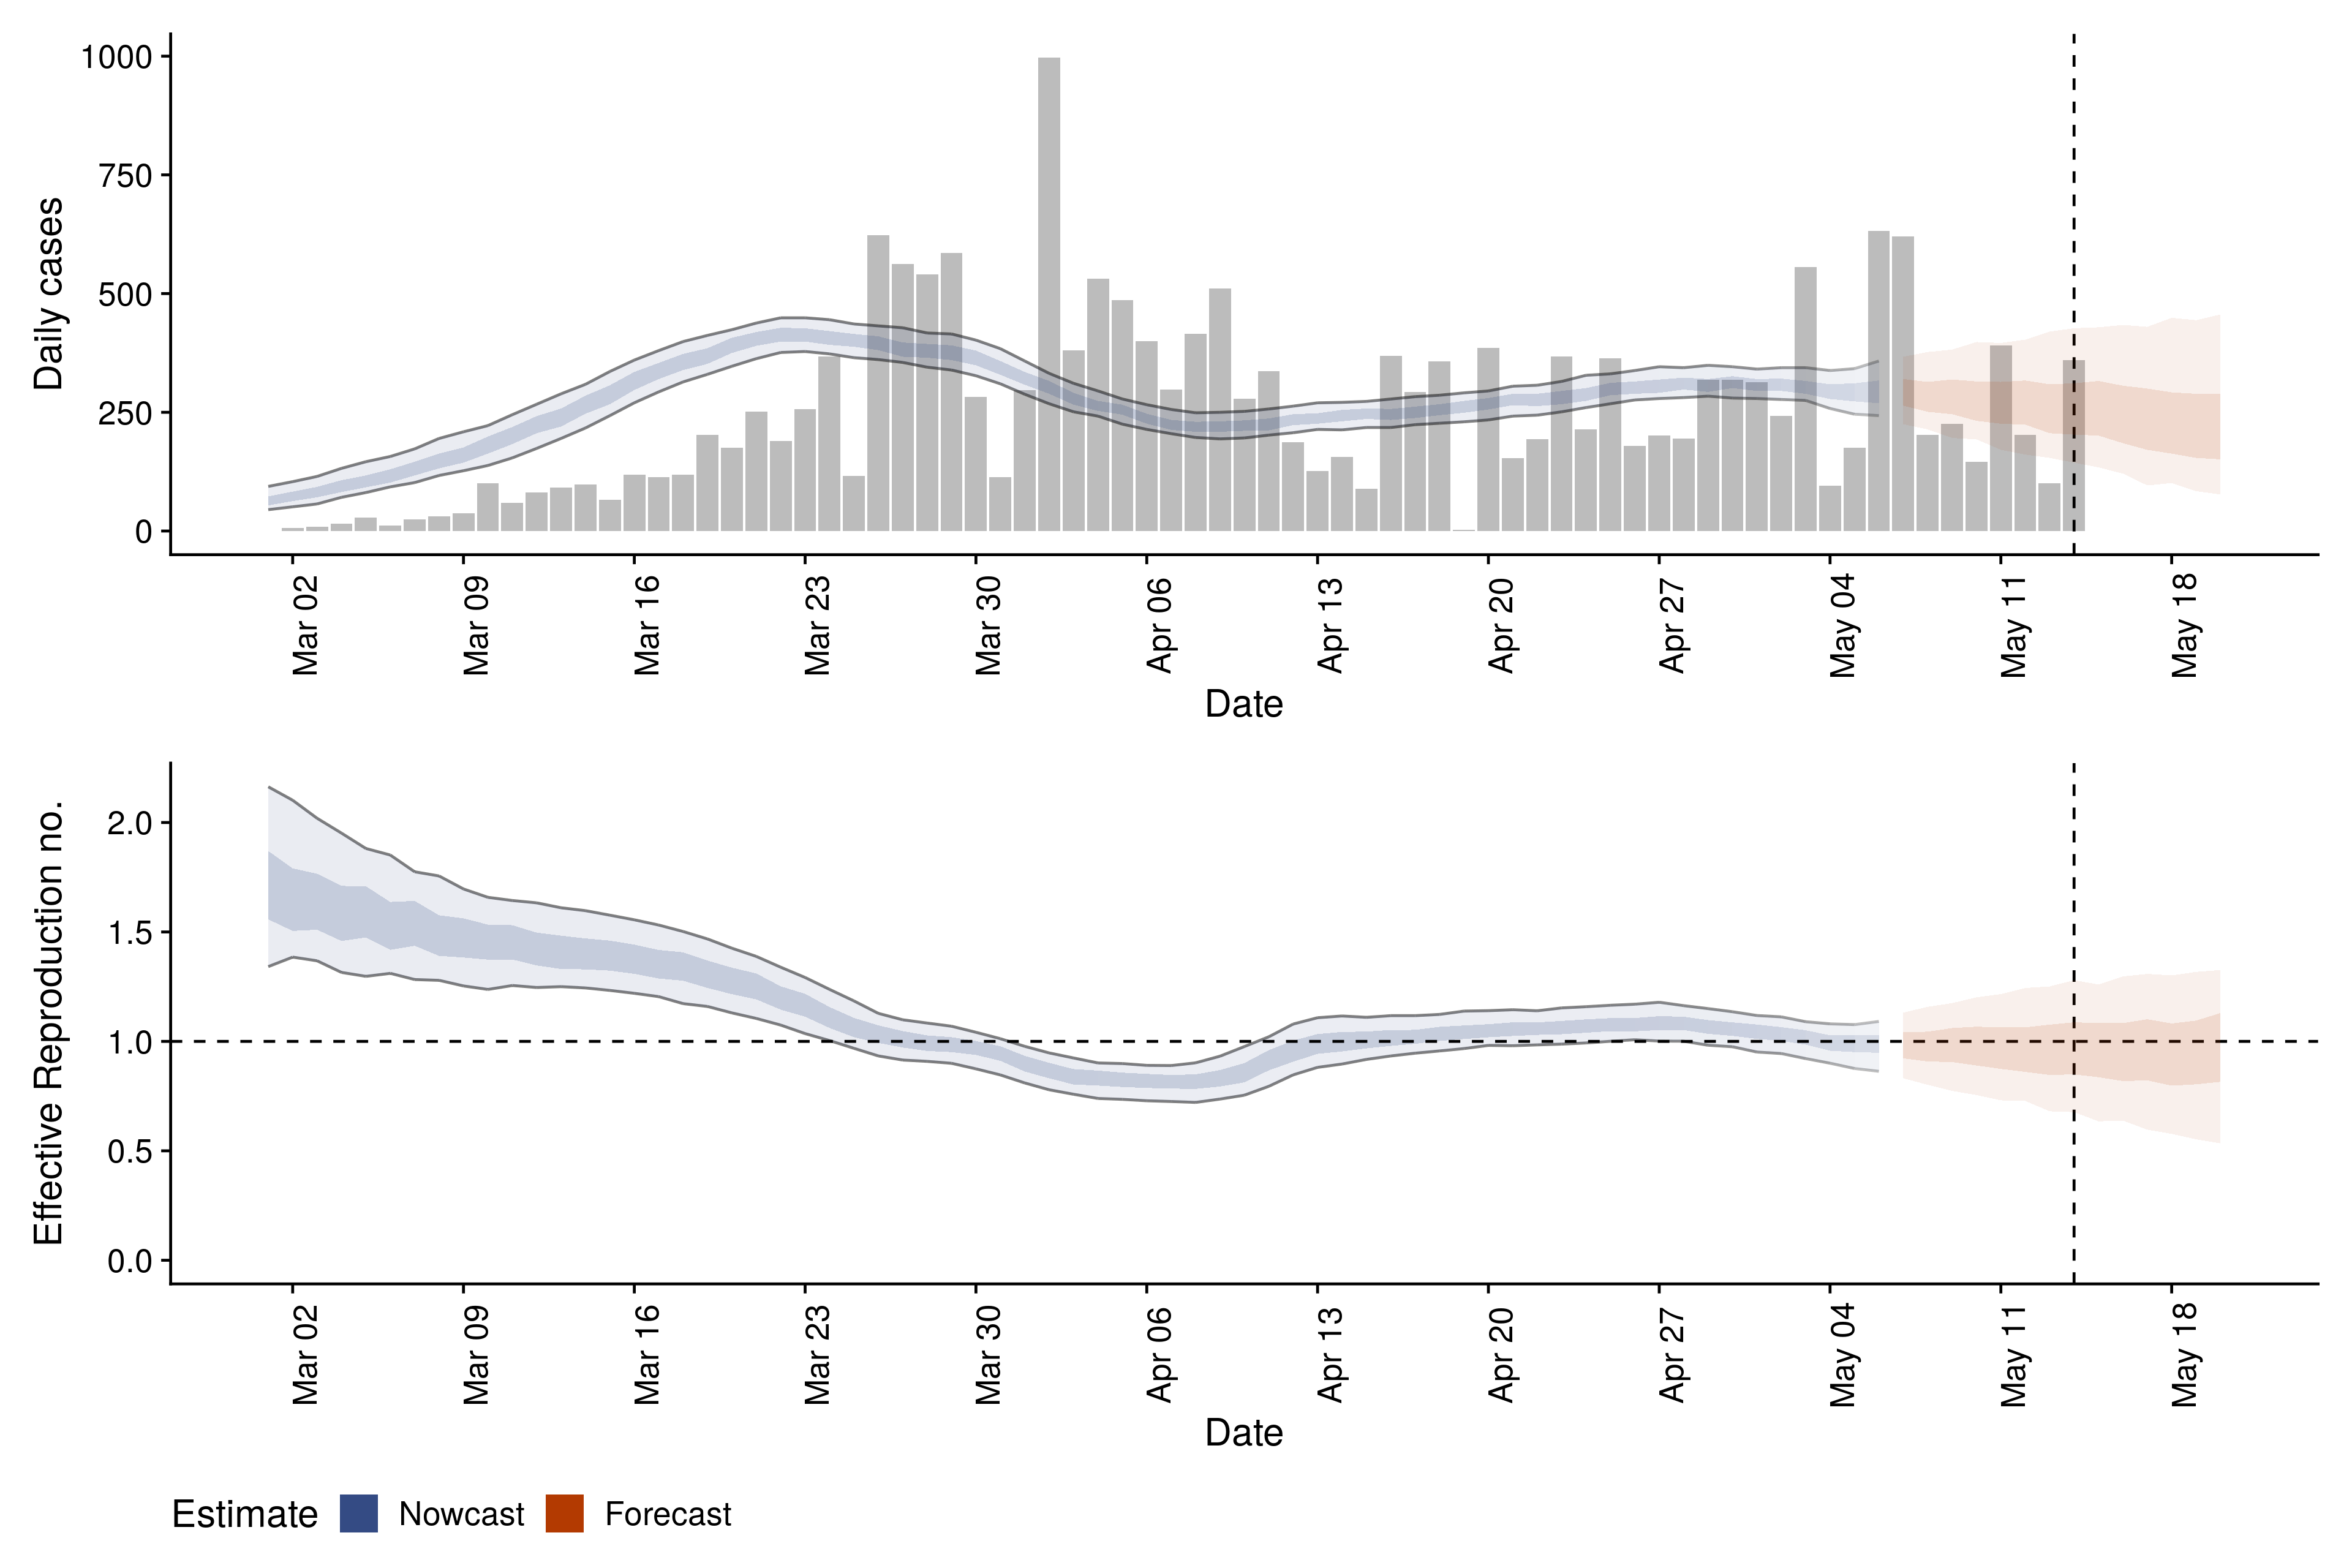 1000
750
500
250
0
Daily cases
Mar 02
Mar 09
Mar 16
Mar 23
Mar 30
Apr 06
Apr 13
Apr 20
Apr 27
May 04
May 11
May 18
Date
2.0
1.5
1.0
0.5
0.0
Effective Reproduction no.
Mar 02
Mar 09
Mar 16
Mar 23
Mar 30
Apr 06
Apr 13
Apr 20
Apr 27
May 04
May 11
May 18
Date
Estimate Nowcast Forecast